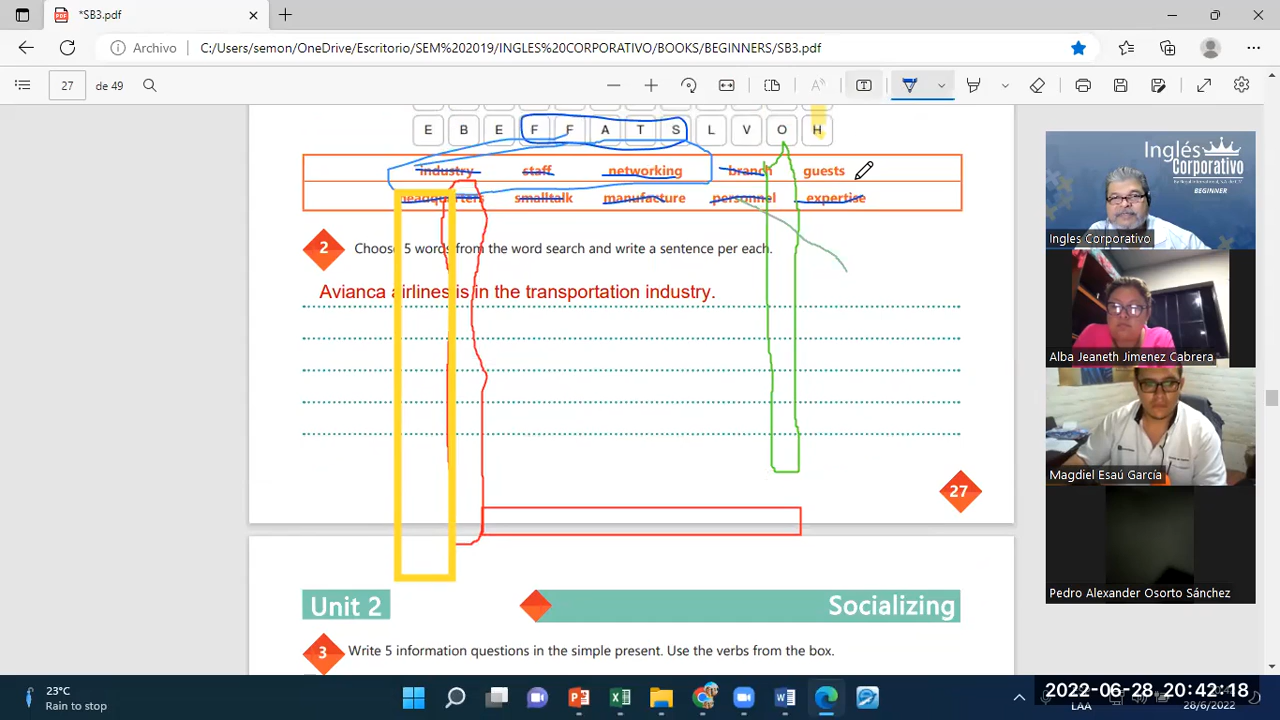 *SB3.pdf
Archivo C:/Users/semon/OneDrive/Escritorio/SEM%202019/INGLES%20CORPORATIVO/BOOKS/BEGINNERS/SB3.pdf
27 de 49
E B E F F A T S L V O H
industry staff networking branch guests
headquarters smalltalk manufacture personnel expertise
2 Choose 5 words from the word search and write a sentence per each.
Avianca airlines is in the transportation industry.
27
Unit 2 Socializing
3 Write 5 information questions in the simple present. Use the verbs from the box.
Inglés
Corporativo
BEGINNER
Ingles Corporativo
Alba Jeaneth Jimenez Cabrera
Magdiel Esaú García
Pedro Alexander Osorto Sánchez
23°C
Rain to stop
LAA
2022-06-28 20:42:18
28/6/2022